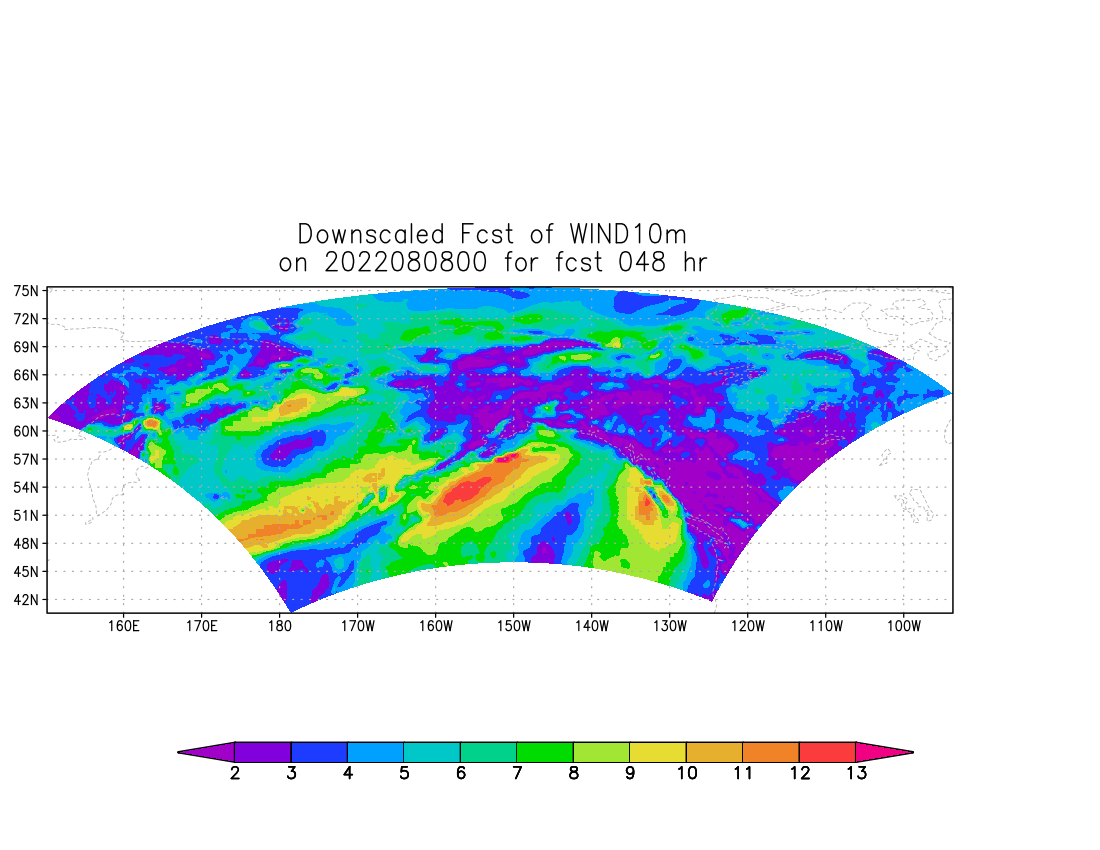 Downscaled Fcst of WIND10m
on 2022080800 for fcst 048 hr
75N
72N
69N
66N
63N
60N
57N
54N
51N
48N
45N
42N
160E 170E 180 170W 160W 150W 140W 130W 120W 110W 100W
2 3 4 5 6 7 8 9 10 11 12 13